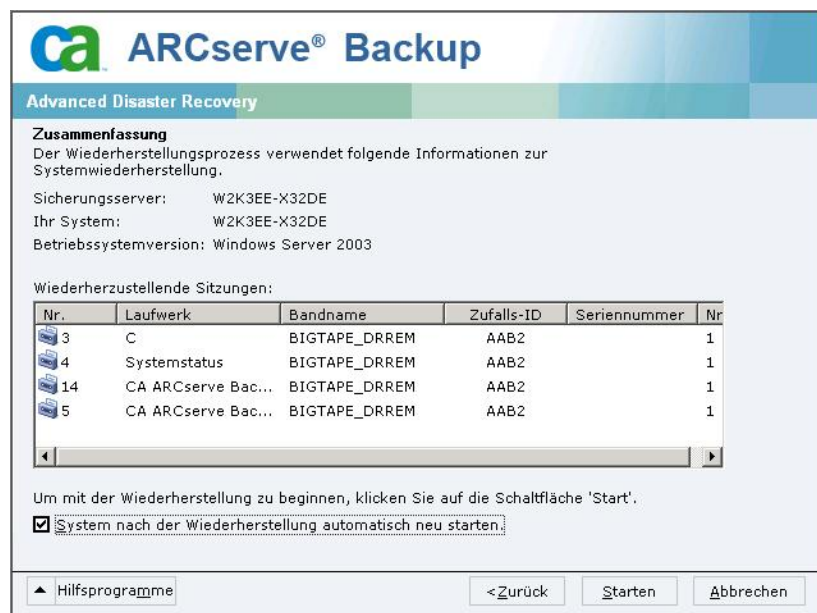 ca ARCserve® Backup
Advanced Disaster Recovery
Zusammenfassung
Der Wiederherstellungsprozess verwendet folgende Informationen zur
Systemwiederherstellung.
Sicherungsserver: W2K3EE-X32DE
Ihr System: W2K3EE-X32DE
Betriebssystemversion: Windows Server 2003
Wiederherzustellende Sitzungen:
Nr. Laufwerk Bandname Zufalls-ID Seriennummer Nr
3 C BIGTAPE_DRREM AAB2 1
4 Systemstatus BIGTAPE_DRREM AAB2 1
14 CA ARCserve Bac... BIGTAPE_DRREM AAB2 1
5 CA ARCserve Bac... BIGTAPE_DRREM AAB2 1
Um mit der Wiederherstellung zu beginnen, klicken Sie auf die Schaltfläche 'Start'.
System nach der Wiederherstellung automatisch neu starten.
Hilfsprogramme <Zurück Starten Abbrechen